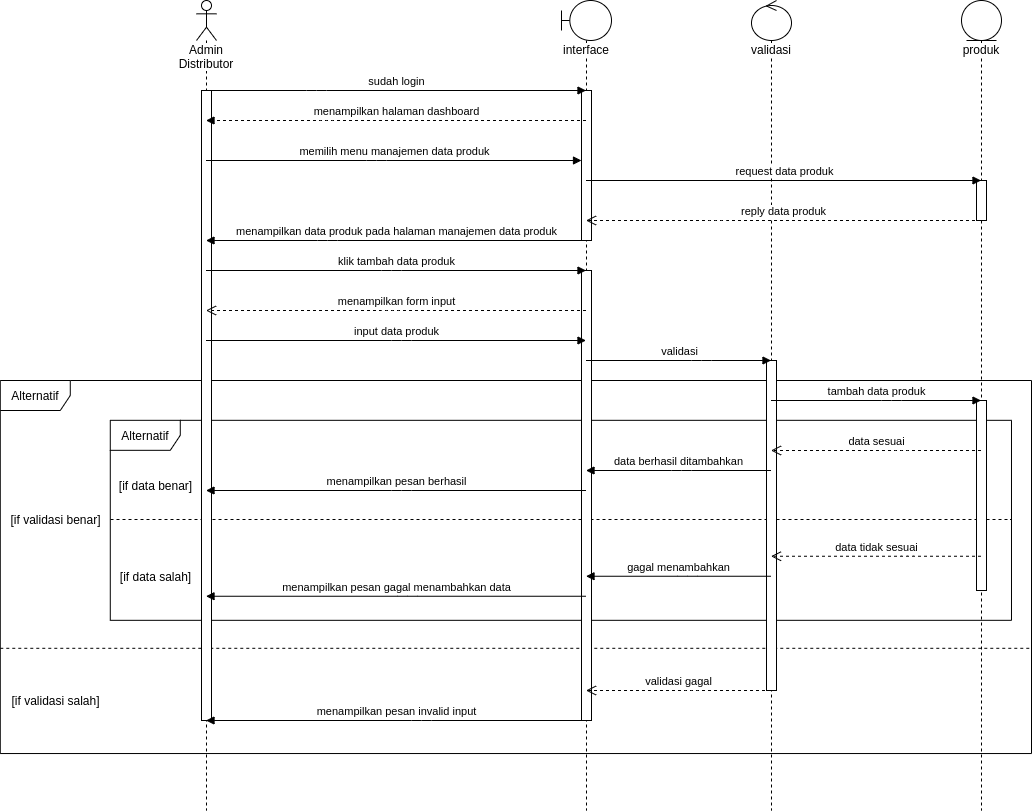 Admin
Distributor
interface
validasi
produk
sudah login
menampilkan halaman dashboard
memilih menu manajemen data produk
request data produk
reply data produk
menampilkan data produk pada halaman manajemen data produk
klik tambah data produk
menampilkan form input
input data produk
validasi
Alternatif
tambah data produk
Alternatif
data sesuai
data berhasil ditambahkan
menampilkan pesan berhasil
[if data benar]
[if validasi benar]
data tidak sesuai
gagal menambahkan
[if data salah]
menampilkan pesan gagal menambahkan data
validasi gagal
[if validasi salah]
menampilkan pesan invalid input